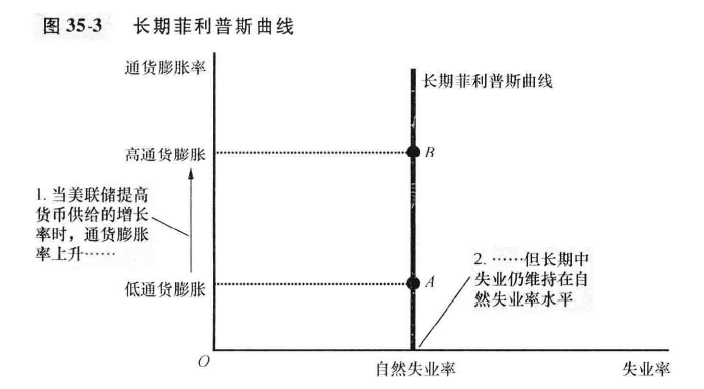 图 35-3 长期菲利普斯曲线
通货膨胀率
长期菲利普斯曲线
高通货膨胀
B
1. 当美联储提高
货币供给的增长
率时，通货膨胀
率上升……
2. ……但长期中
失业仍维持在自
然失业率水平
低通货膨胀
A
O
自然失业率
失业率